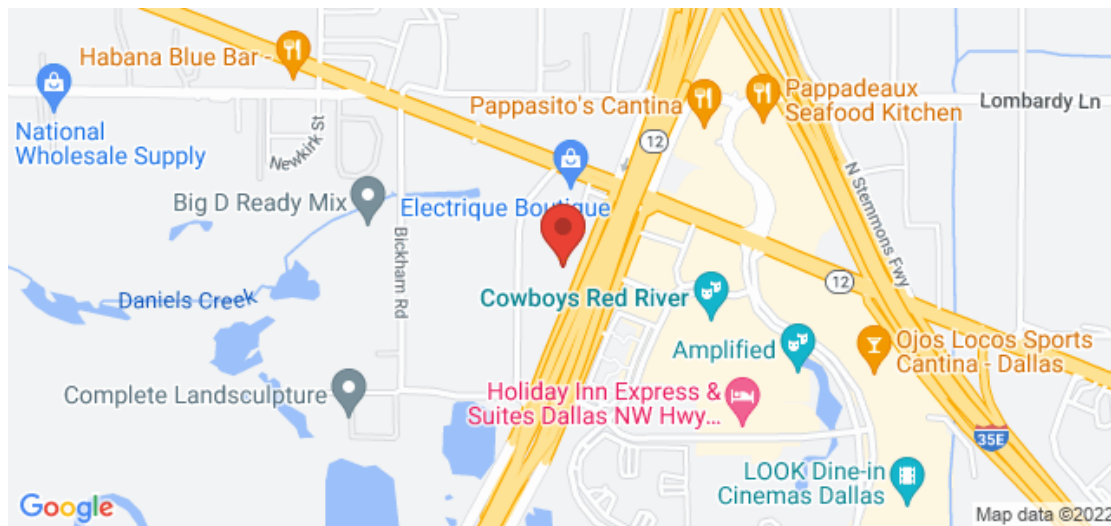 Habana Blue Bar -
National
Wholesale Supply
Newkirk St
Pappasito's Cantina
Pappadeaux
Seafood Kitchen
Lombardy Ln
12
N Stemmons Fwy
Big D Ready Mix
Electrique Boutique
Bickham Rd
Daniels Creek
Cowboys Red River
12
Amplified
Ojos Locos Sports
Cantina - Dallas
Complete Landsculpture
Holiday Inn Express &
Suites Dallas NW Hwy...
35E
LOOK Dine-in
Cinemas Dallas
Google
Map data ©2022